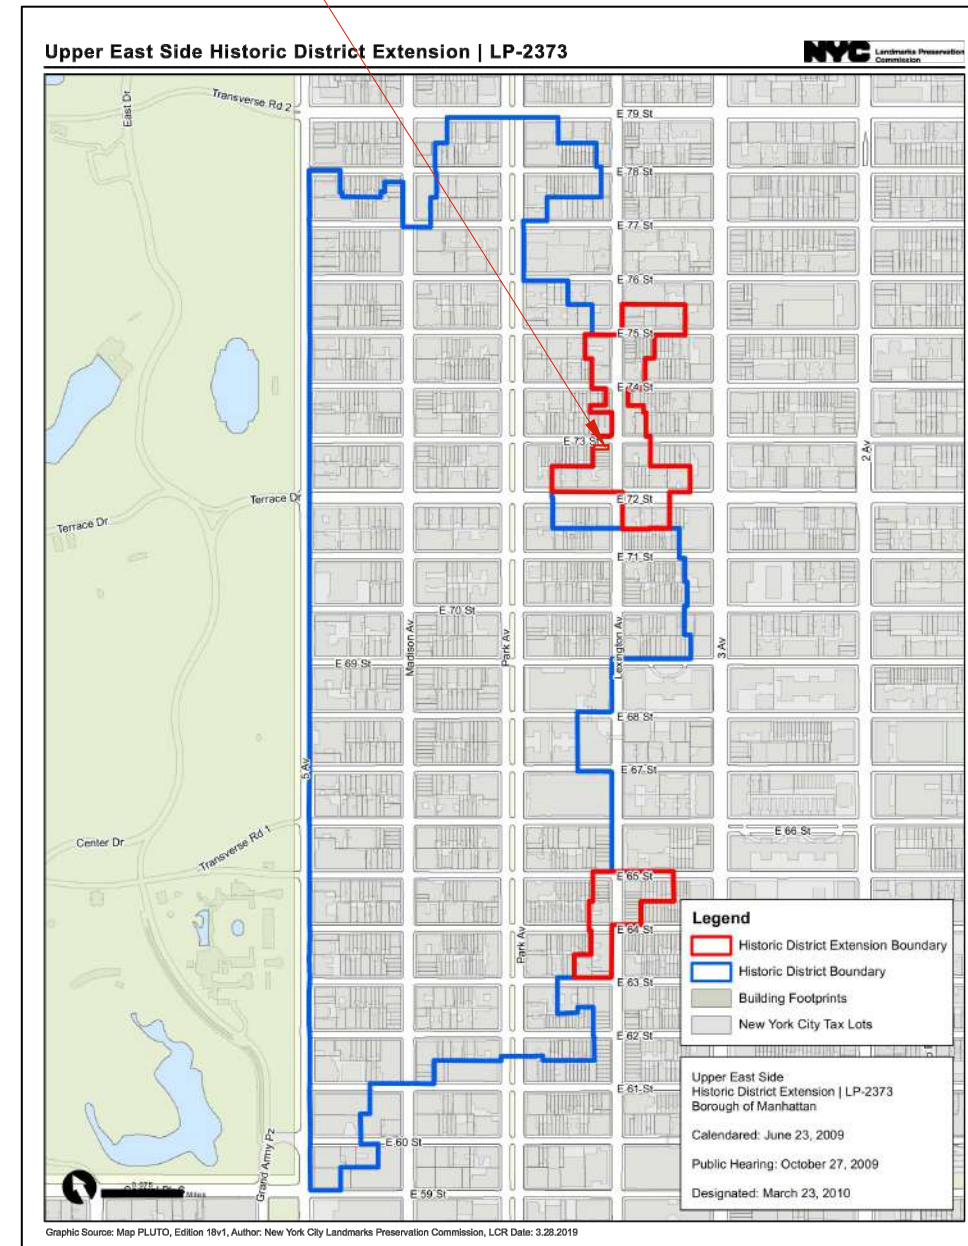 Upper East Side Historic District Extension | LP-2373
NYC Landmarks Preservation
Commission
East Dr
Transverse Rd 2
E 79 St
E 78 St
E 77 St
E 76 St
E 75 St
E 74 St
E 73 St
2 Av
Terrace Dr
E 72 St
Terrace Dr
E 71 St
E 70 St
Madison Av
Park Av
Lexington Av
3 Av
E 69 St
E 68 St
5 Av
E 67 St
E 66 St
Center Dr
Transverse Rd 1
E 65 St
E 64 St
Park Av
E 63 St
E 62 St
E 61 St
E 60 St
Grand Army Pz
E 59 St
Miles
Legend
Historic District Extension Boundary
Historic District Boundary
Building Footprints
New York City Tax Lots
Upper East Side
Historic District Extension | LP-2373
Borough of Manhattan
Calendared: June 23, 2009
Public Hearing: October 27, 2009
Designated: March 23, 2010
Graphic Source: Map PLUTO, Edition 18v1, Author: New York City Landmarks Preservation Commission, LCR Date: 3.28.2019